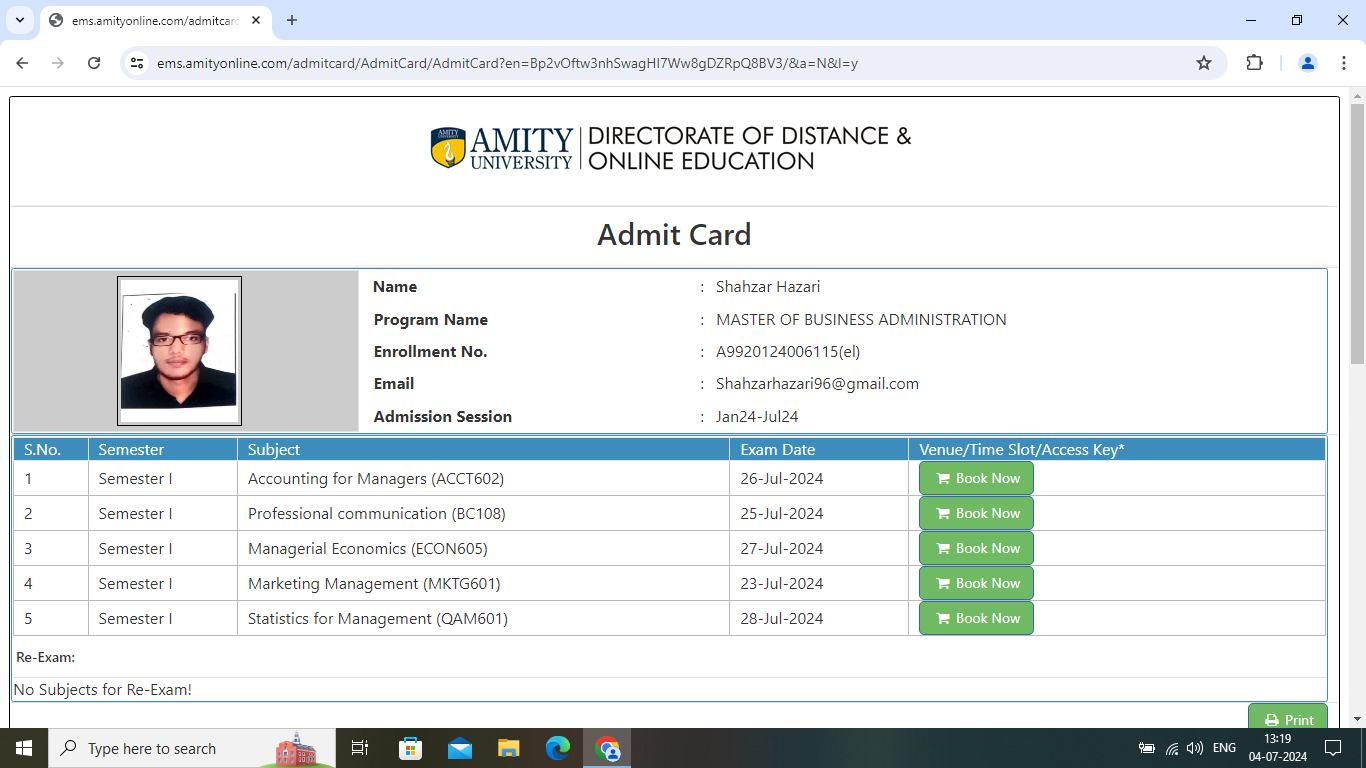 ems.amityonline.com/admitcard
ems.amityonline.com/admitcard/AdmitCard/AdmitCard?en=Bp2vOftw3nhSwagHI7Ww8gDZRpQ8BV3/&a=N&l=y
AMITY UNIVERSITY
DIRECTORATE OF DISTANCE & ONLINE EDUCATION
Admit Card
Name : Shahzar Hazari
Program Name : MASTER OF BUSINESS ADMINISTRATION
Enrollment No. : A9920124006115(el)
Email : Shahzarhazari96@gmail.com
Admission Session : Jan24-Jul24
S.No. Semester Subject Exam Date Venue/Time Slot/Access Key*
1 Semester I Accounting for Managers (ACCT602) 26-Jul-2024 Book Now
2 Semester I Professional communication (BC108) 25-Jul-2024 Book Now
3 Semester I Managerial Economics (ECON605) 27-Jul-2024 Book Now
4 Semester I Marketing Management (MKTG601) 23-Jul-2024 Book Now
5 Semester I Statistics for Management (QAM601) 28-Jul-2024 Book Now
Re-Exam:
No Subjects for Re-Exam!
Print
Type here to search
ENG
13:19
04-07-2024